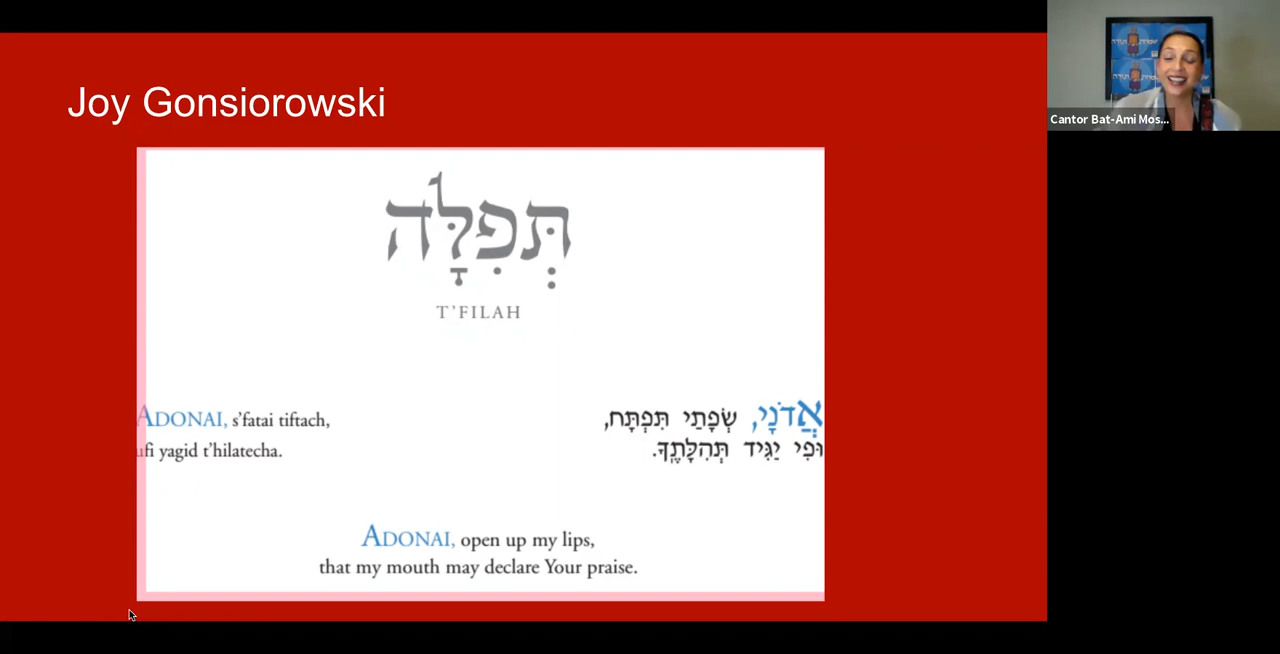 Joy Gonsiorowski
תְּפִלָּה
T'FILAH
ADONAI, s'fatai tiftach,
ufi yagid t'hilatecha.
אֲדֹנָי, שְׂפָתַי תִּפְתָּח,
וּפִי יַגִּיד תְּהִלָּתֶךָ.
ADONAI, open up my lips,
that my mouth may declare Your praise.
Cantor Bat-Ami Mos...